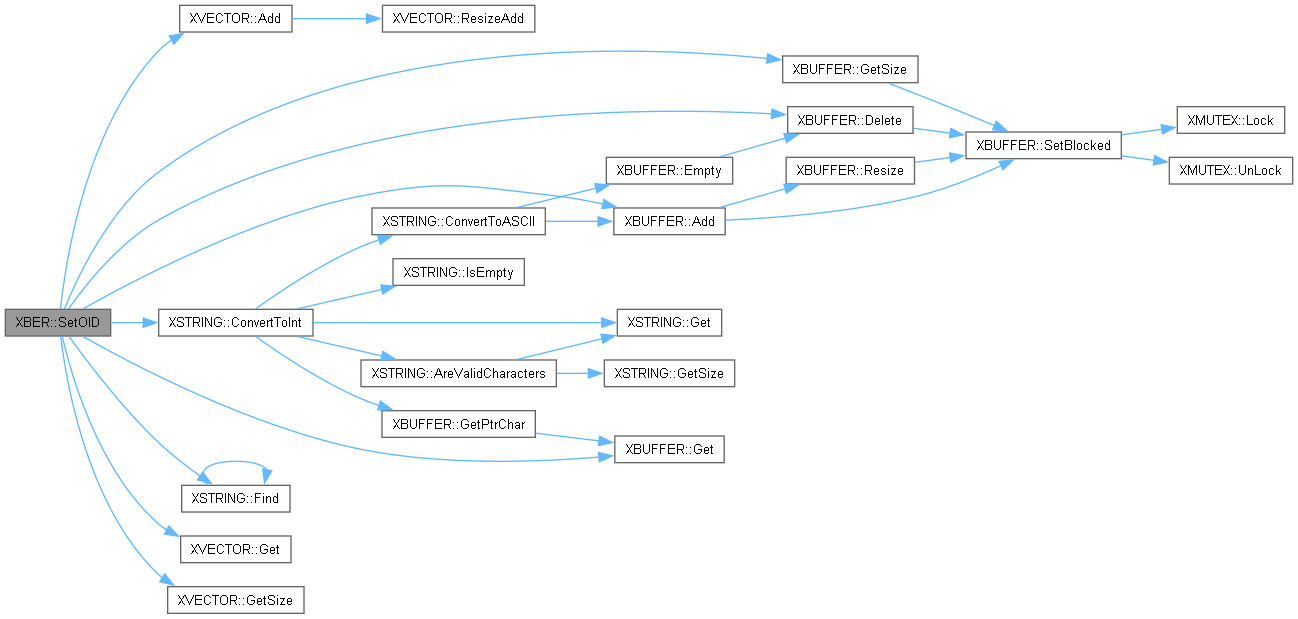 XVECTOR::Add
XVECTOR::ResizeAdd
XBUFFER::GetSize
XBUFFER::Delete
XMUTEX::Lock
XBUFFER::SetBlocked
XBUFFER::Empty
XBUFFER::Resize
XMUTEX::UnLock
XSTRING::ConvertToASCII
XBUFFER::Add
XSTRING::IsEmpty
XBER::SetOID
XSTRING::ConvertToInt
XSTRING::Get
XSTRING::AreValidCharacters
XSTRING::GetSize
XBUFFER::GetPtrChar
XBUFFER::Get
XSTRING::Find
XVECTOR::Get
XVECTOR::GetSize